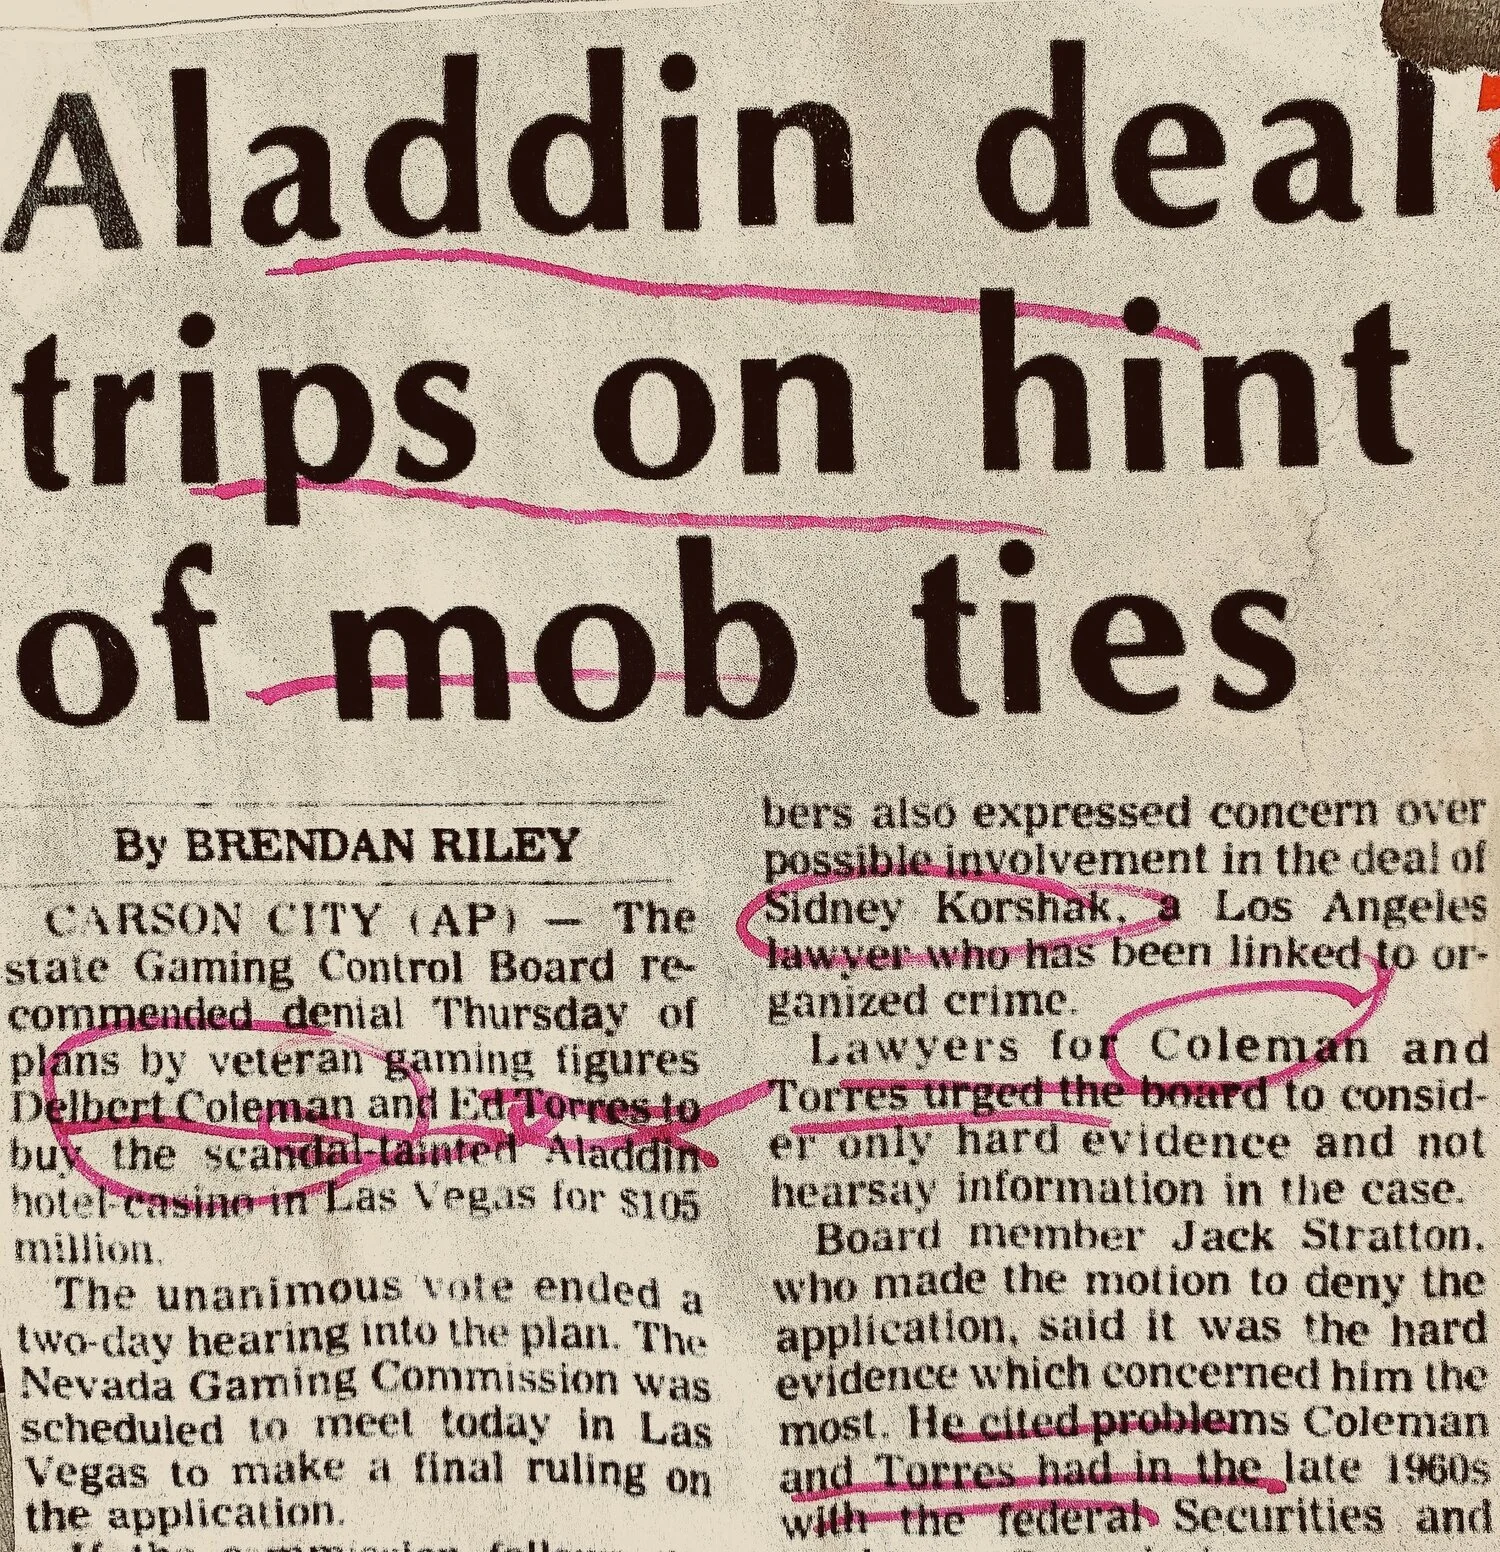 Aladdin deal
trips on hint
of mob ties
By BRENDAN RILEY
CARSON CITY (AP) — The
state Gaming Control Board re-
commended denial Thursday of
plans by veteran gaming figures
Delbert Coleman and Ed Torres to
buy the scandal-tainted Aladdin
hotel-casino in Las Vegas for $105
million.
The unanimous vote ended a
two-day hearing into the plan. The
Nevada Gaming Commission was
scheduled to meet today in Las
Vegas to make a final ruling on
the application.
If the commission
bers also expressed concern over
possible involvement in the deal of
Sidney Korshak, a Los Angeles
lawyer who has been linked to or-
ganized crime.
Lawyers for Coleman and
Torres urged the board to consid-
er only hard evidence and not
hearsay information in the case.
Board member Jack Stratton,
who made the motion to deny the
application, said it was the hard
evidence which concerned him the
most. He cited problems Coleman
and Torres had in the late 1960s
with the federal Securities and